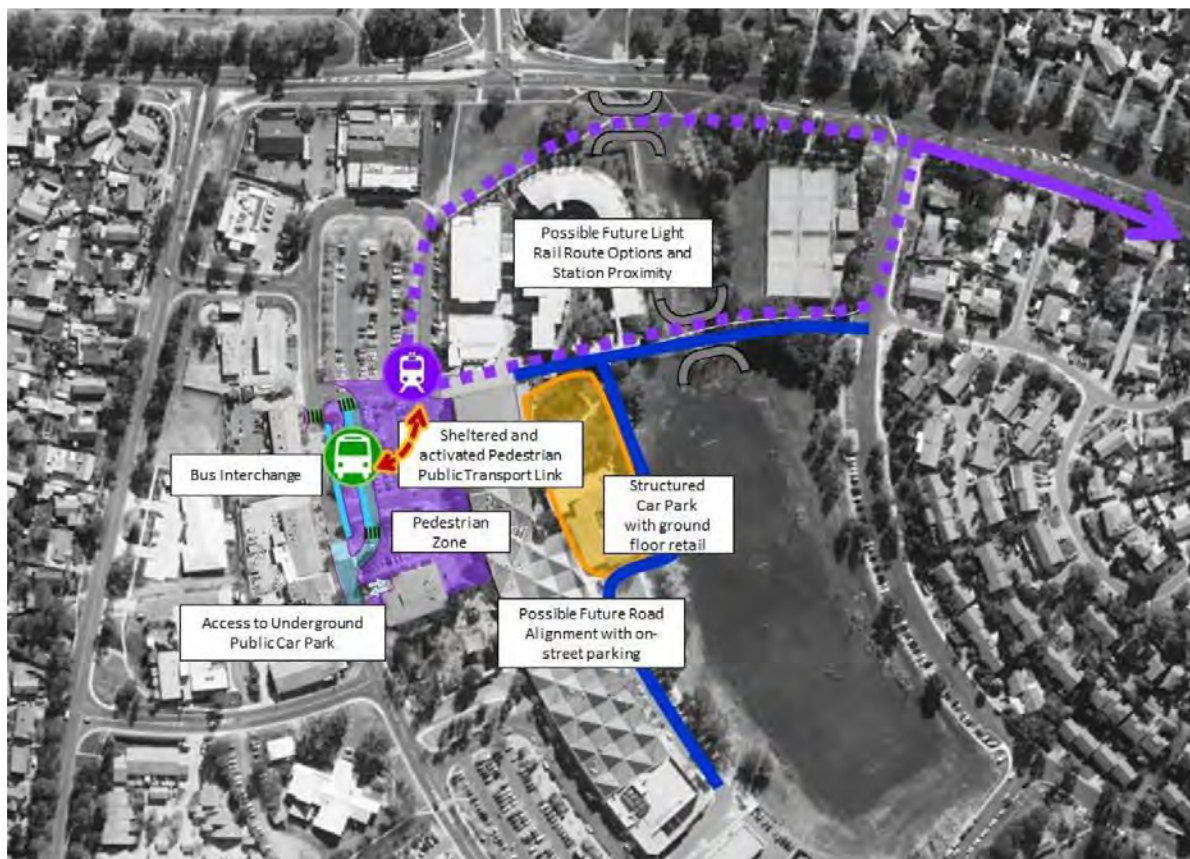 Possible Future Light
Rail Route Options and
Station Proximity
Sheltered and
activated Pedestrian
Public Transport Link
Bus Interchange
Structured
Car Park
with ground
floor retail
Pedestrian
Zone
Access to Underground
Public Car Park
Possible Future Road
Alignment with on-
street parking